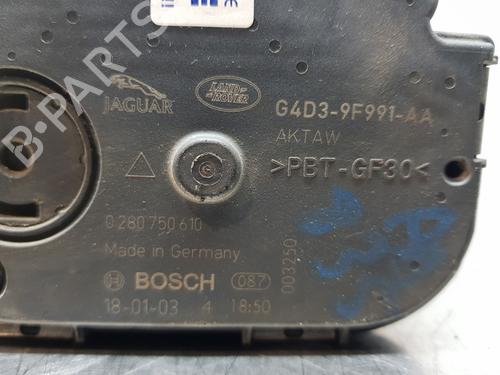 JAGUAR
LAND-
ROVER
G4D3-9F991-AA
AKTAW
>PBT-GF30<
0 280 750 610
Made in Germany
BOSCH
087
003250
18-01-03 4 18:50